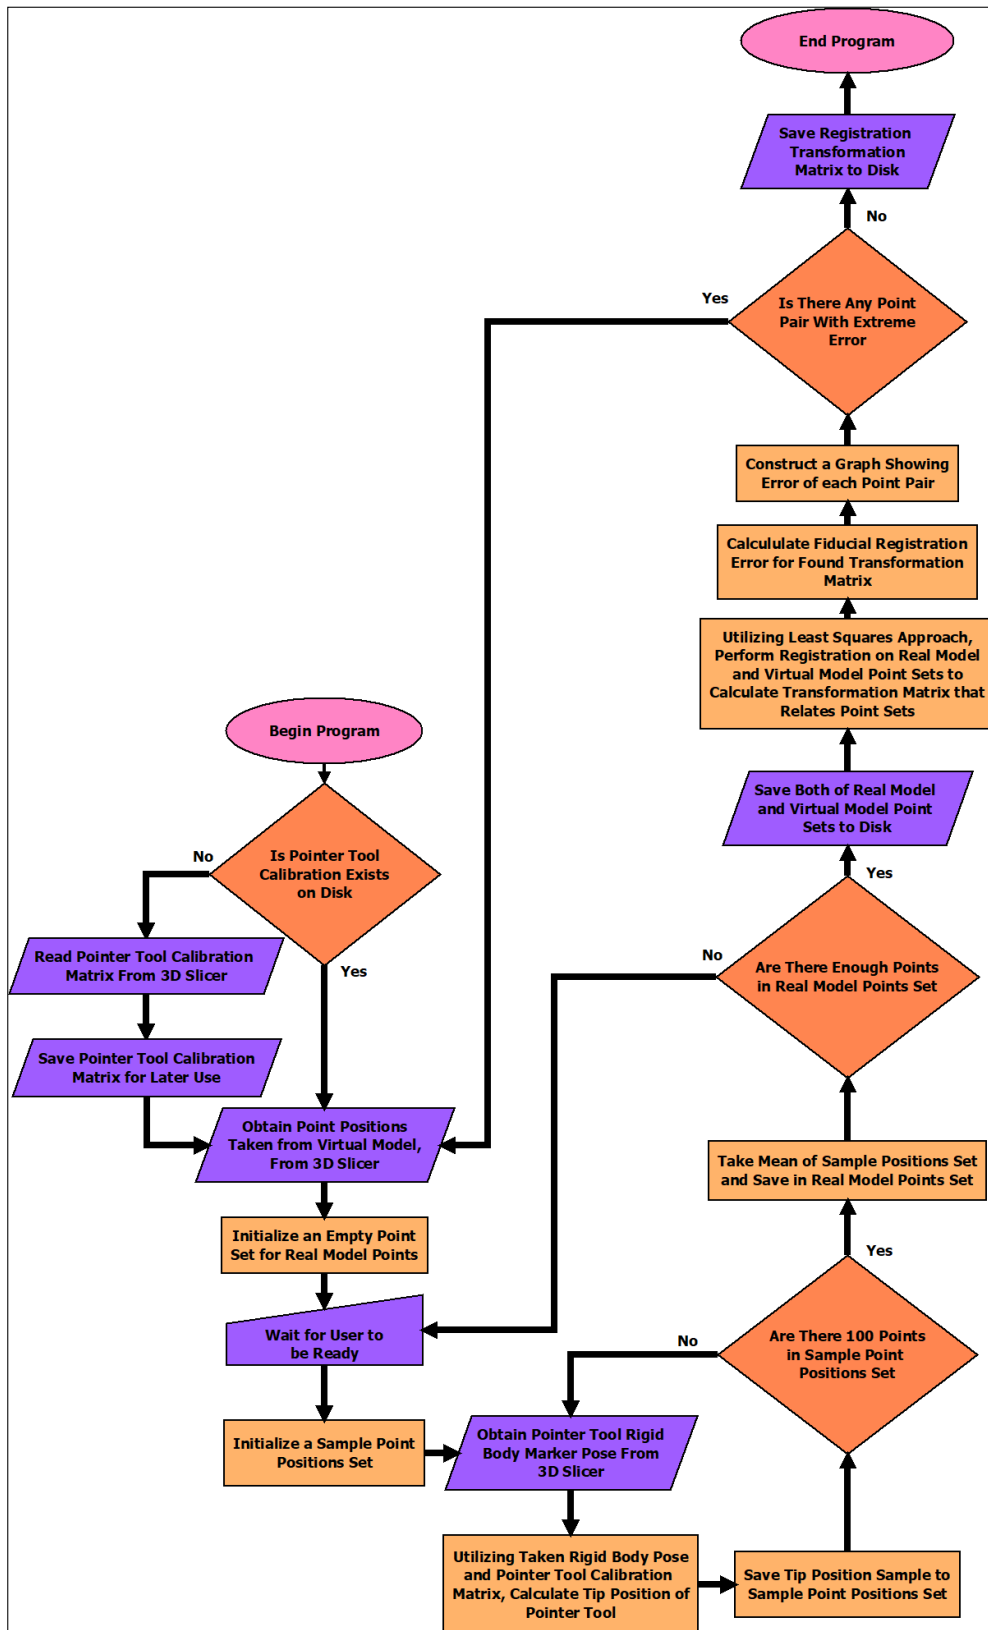 End Program
Save Registration
Transformation
Matrix to Disk
No
Is There Any Point
Pair With Extreme
Error
Yes
Construct a Graph Showing
Error of each Point Pair
Calcululate Fiducial Registration
Error for Found Transformation
Matrix
Utilizing Least Squares Approach,
Perform Registration on Real Model
and Virtual Model Point Sets to
Calculate Transformation Matrix that
Relates Point Sets
Begin Program
Save Both of Real Model
and Virtual Model Point
Sets to Disk
Is Pointer Tool
Calibration Exists
on Disk
No
Yes
Yes
Read Pointer Tool Calibration
Matrix From 3D Slicer
Are There Enough Points
in Real Model Points Set
No
Save Pointer Tool Calibration
Matrix for Later Use
Obtain Point Positions
Taken from Virtual Model,
From 3D Slicer
Take Mean of Sample Positions Set
and Save in Real Model Points Set
Initialize an Empty Point
Set for Real Model Points
Yes
Wait for User to
be Ready
Are There 100 Points
in Sample Point
Positions Set
No
Initialize a Sample Point
Positions Set
Obtain Pointer Tool Rigid
Body Marker Pose From
3D Slicer
Utilizing Taken Rigid Body Pose
and Pointer Tool Calibration
Matrix, Calculate Tip Position of
Pointer Tool
Save Tip Position Sample to
Sample Point Positions Set